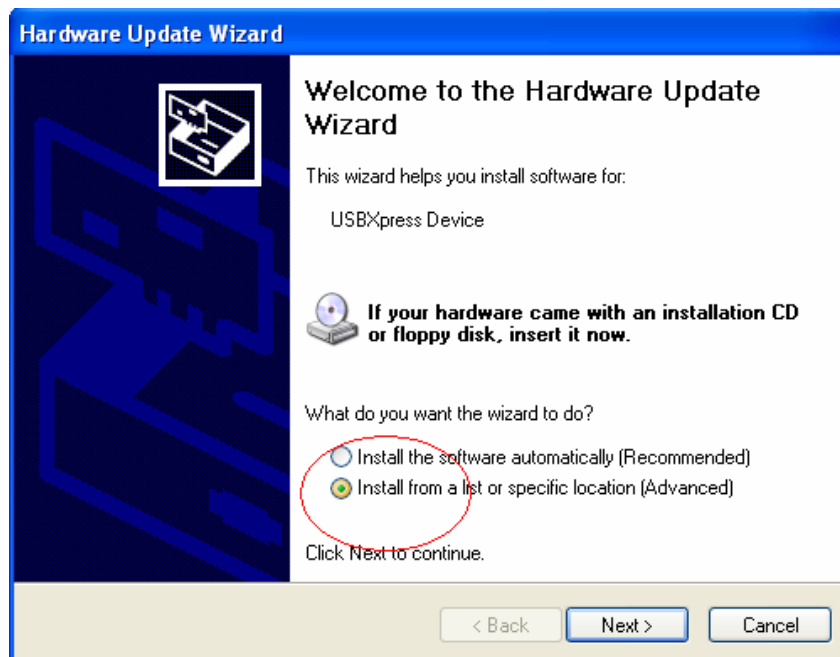 Hardware Update Wizard
Welcome to the Hardware Update
Wizard
This wizard helps you install software for:
USBXpress Device
If your hardware came with an installation CD
or floppy disk, insert it now.
What do you want the wizard to do?
Install the software automatically (Recommended)
Install from a list or specific location (Advanced)
Click Next to continue.
< Back Next > Cancel